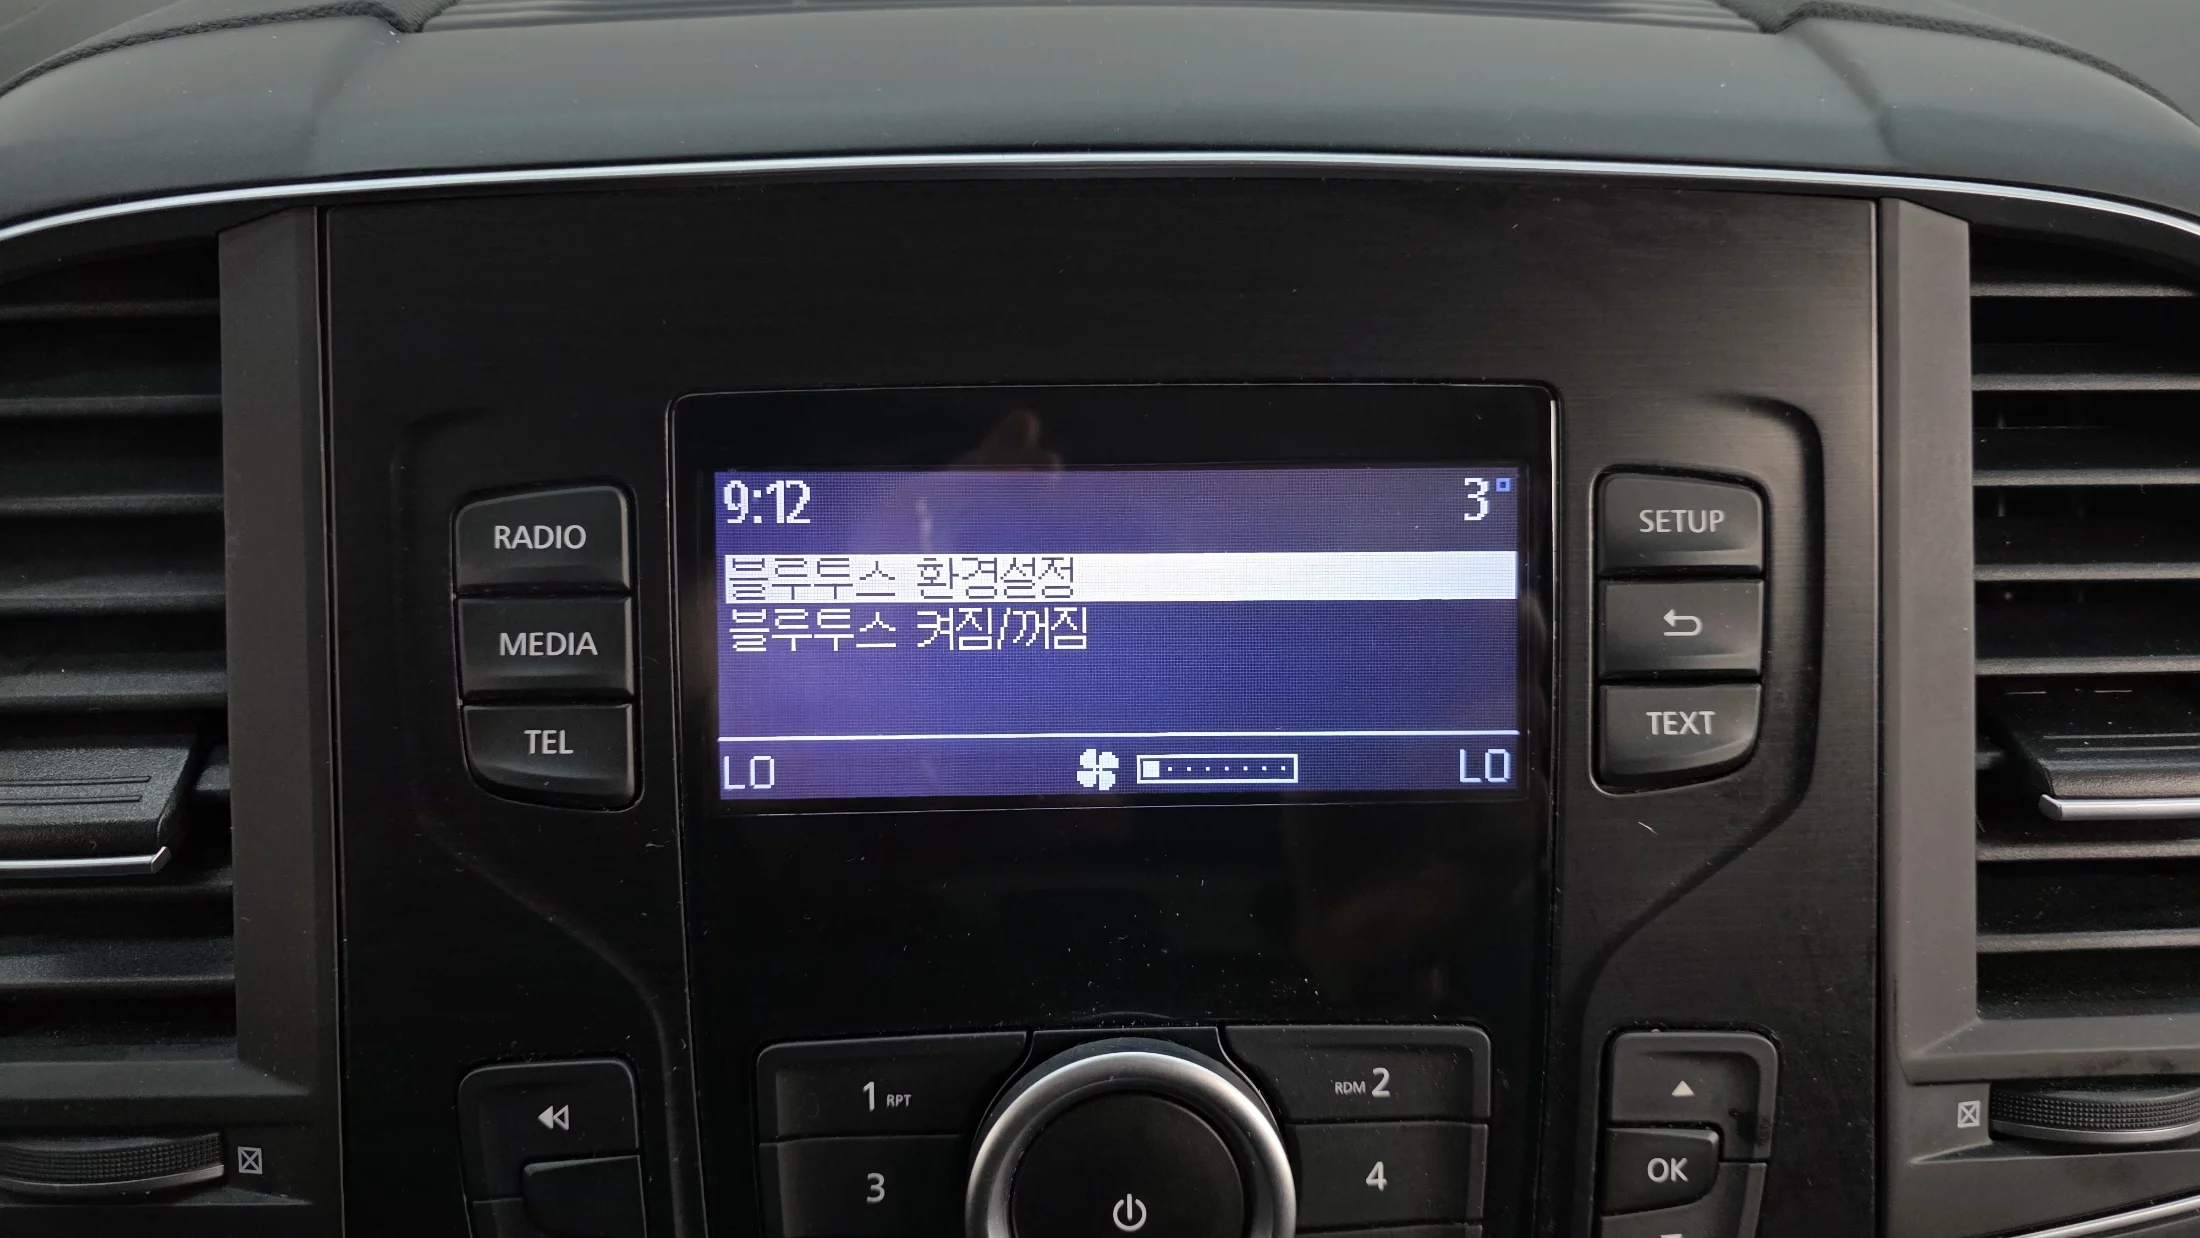 9:12 3°
블루투스 환경설정
블루투스 켜짐/꺼짐
LO LO
RADIO
MEDIA
TEL
SETUP
TEXT
1 RPT
RDM 2
3
4
OK